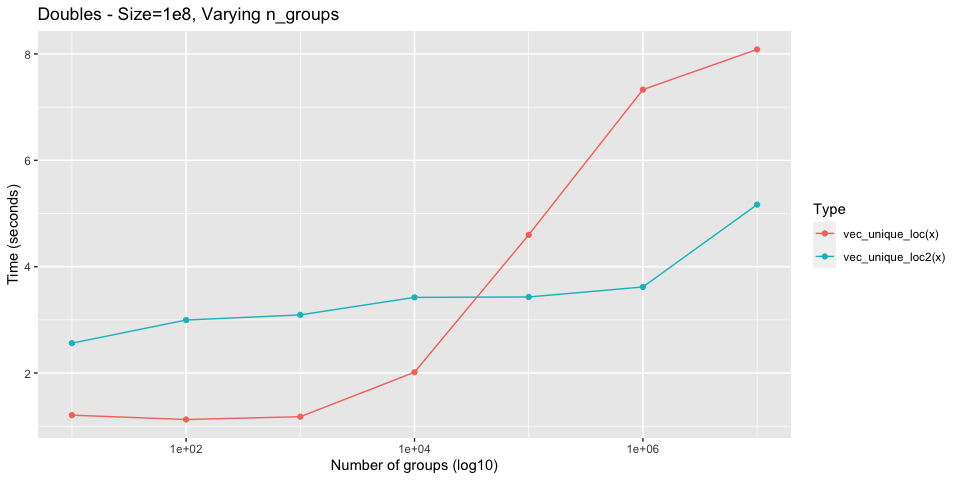 Doubles - Size=1e8, Varying n_groups
8
6
4
2
Time (seconds)
1e+02
1e+04
1e+06
Number of groups (log10)
Type
vec_unique_loc(x)
vec_unique_loc2(x)